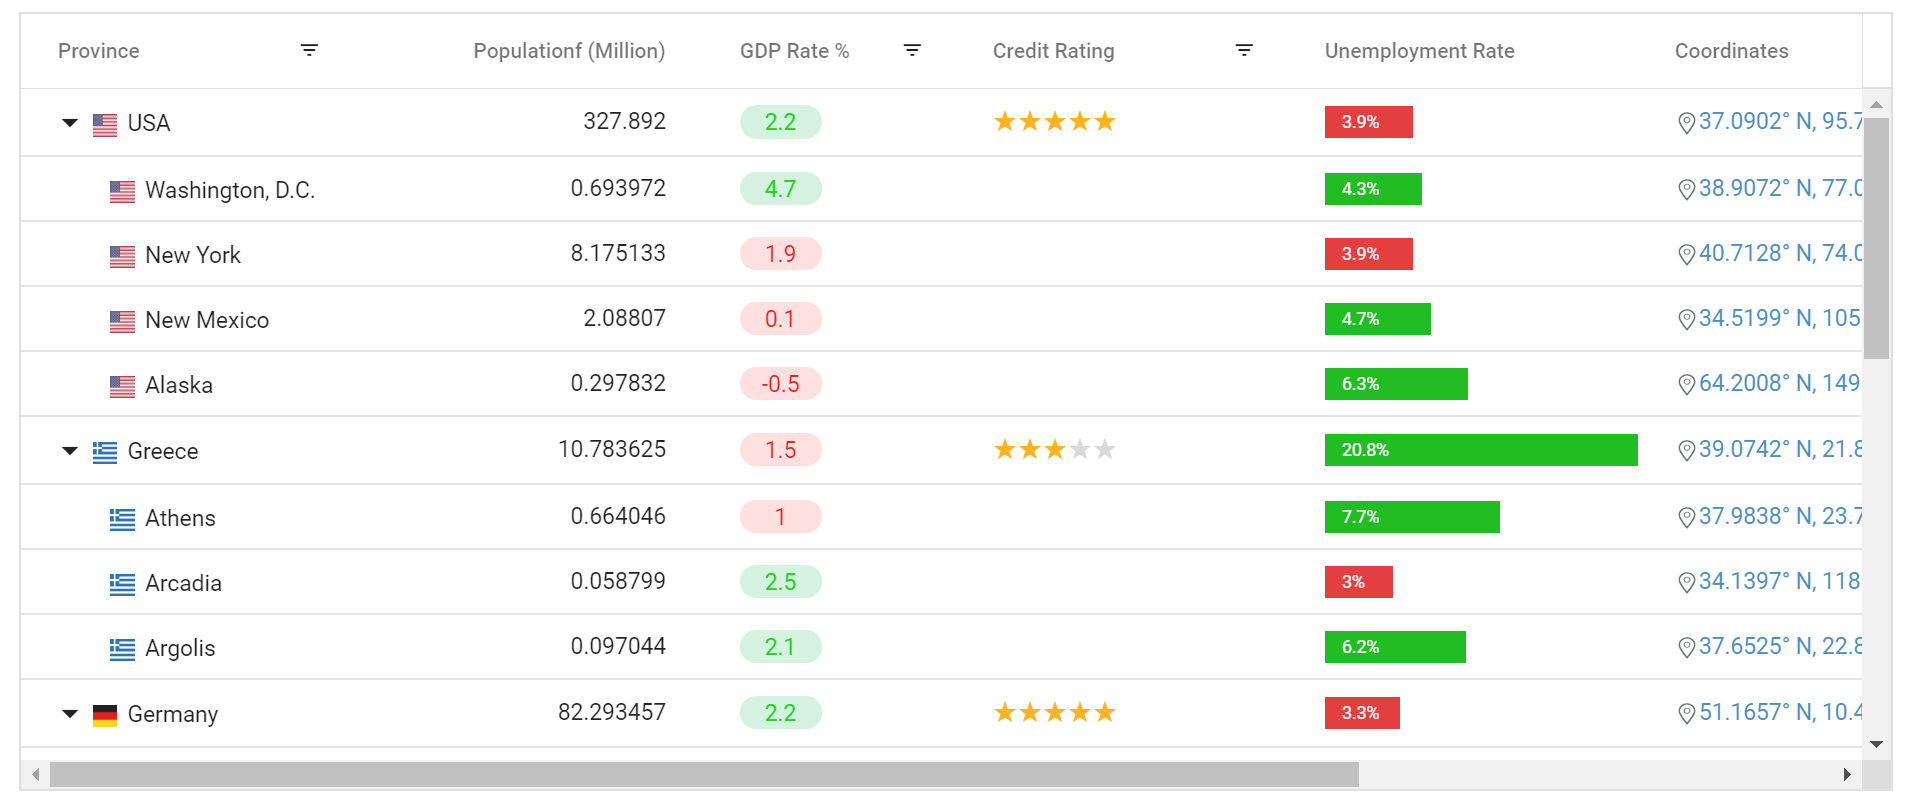 Province Populationf (Million) GDP Rate % Credit Rating Unemployment Rate Coordinates
USA 327.892 2.2 3.9% 37.0902° N, 95.7
Washington, D.C. 0.693972 4.7 4.3% 38.9072° N, 77.0
New York 8.175133 1.9 3.9% 40.7128° N, 74.0
New Mexico 2.08807 0.1 4.7% 34.5199° N, 105
Alaska 0.297832 -0.5 6.3% 64.2008° N, 149
Greece 10.783625 1.5 20.8% 39.0742° N, 21.8
Athens 0.664046 1 7.7% 37.9838° N, 23.7
Arcadia 0.058799 2.5 3% 34.1397° N, 118
Argolis 0.097044 2.1 6.2% 37.6525° N, 22.8
Germany 82.293457 2.2 3.3% 51.1657° N, 10.4